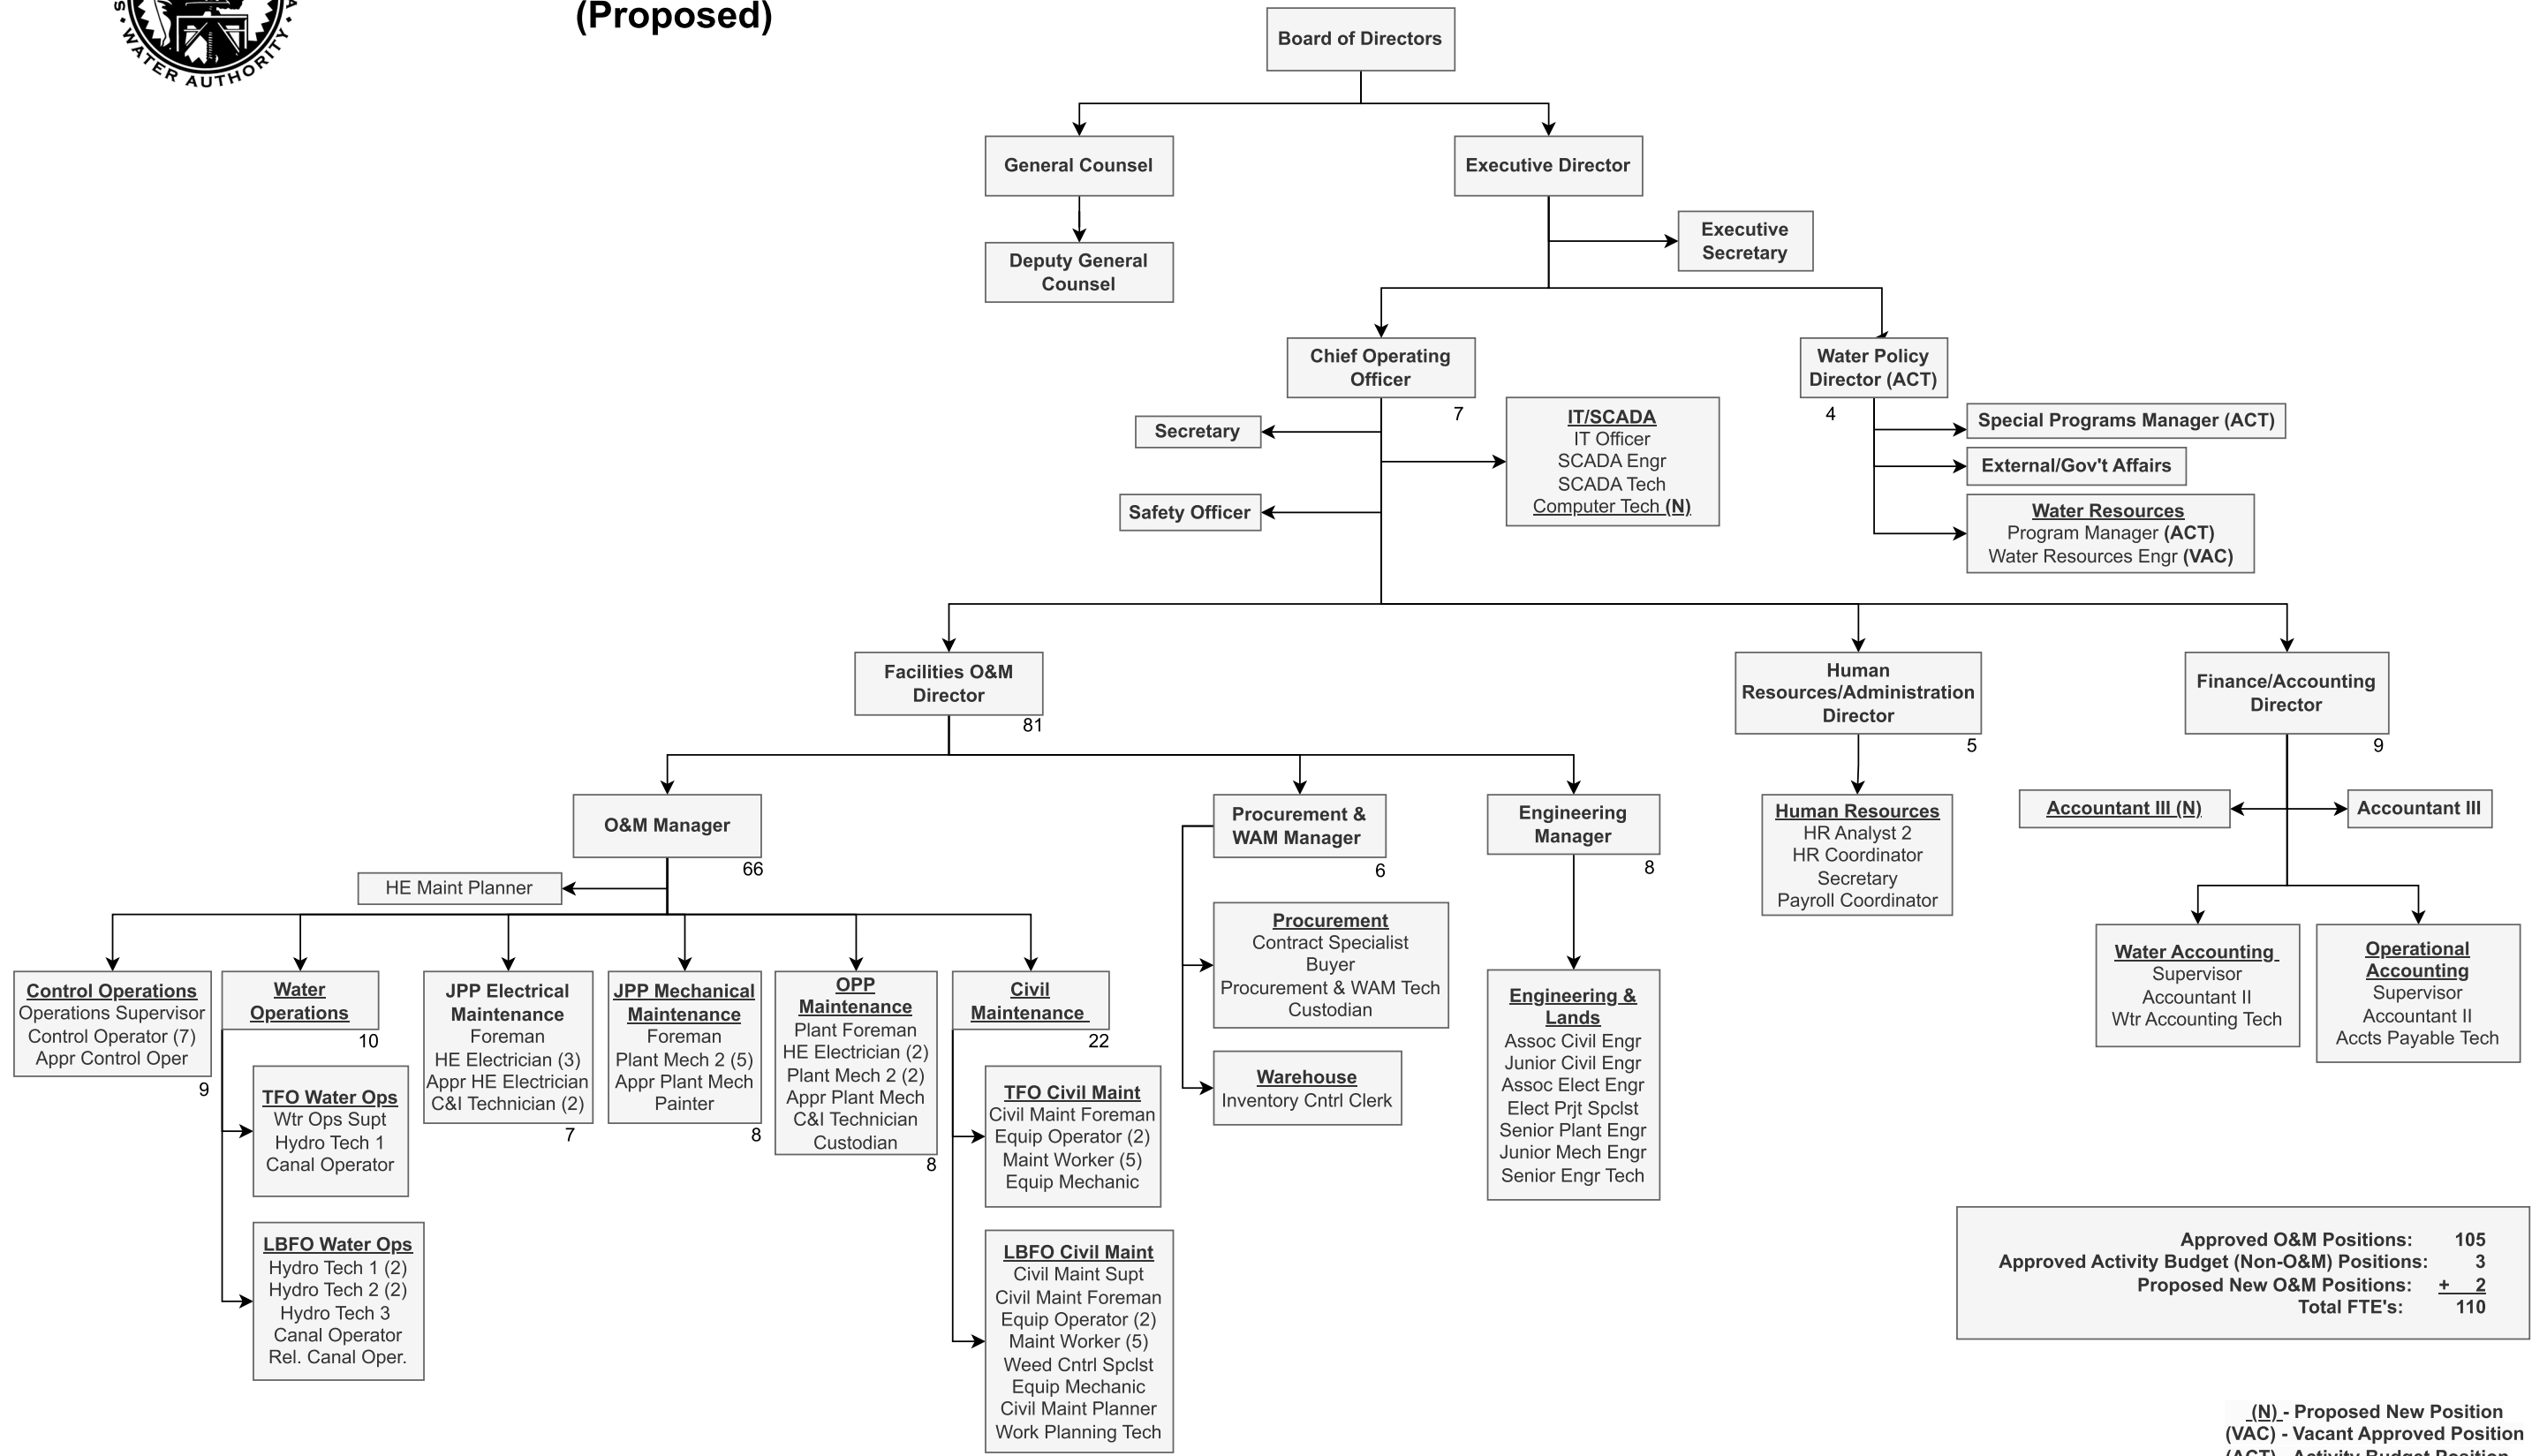 WATER AUTHORITY
(Proposed)
Board of Directors
General Counsel
Executive Director
Executive
Secretary
Deputy General
Counsel
Chief Operating
Officer
7
Water Policy
Director (ACT)
4
Secretary
Safety Officer
IT/SCADA
IT Officer
SCADA Engr
SCADA Tech
Computer Tech (N)
Special Programs Manager (ACT)
External/Gov't Affairs
Water Resources
Program Manager (ACT)
Water Resources Engr (VAC)
Facilities O&M
Director
81
Human
Resources/Administration
Director
5
Finance/Accounting
Director
9
O&M Manager
66
HE Maint Planner
Procurement &
WAM Manager
6
Engineering
Manager
8
Human Resources
HR Analyst 2
HR Coordinator
Secretary
Payroll Coordinator
Accountant III (N)
Accountant III
Control Operations
Operations Supervisor
Control Operator (7)
Appr Control Oper
9
Water
Operations
10
TFO Water Ops
Wtr Ops Supt
Hydro Tech 1
Canal Operator
LBFO Water Ops
Hydro Tech 1 (2)
Hydro Tech 2 (2)
Hydro Tech 3
Canal Operator
Rel. Canal Oper.
JPP Electrical
Maintenance
Foreman
HE Electrician (3)
Appr HE Electrician
C&I Technician (2)
7
JPP Mechanical
Maintenance
Foreman
Plant Mech 2 (5)
Appr Plant Mech
Painter
8
OPP
Maintenance
Plant Foreman
HE Electrician (2)
Plant Mech 2 (2)
Appr Plant Mech
C&I Technician
Custodian
8
Civil
Maintenance
22
TFO Civil Maint
Civil Maint Foreman
Equip Operator (2)
Maint Worker (5)
Equip Mechanic
LBFO Civil Maint
Civil Maint Supt
Civil Maint Foreman
Equip Operator (2)
Maint Worker (5)
Weed Cntrl Spclst
Equip Mechanic
Civil Maint Planner
Work Planning Tech
Procurement
Contract Specialist
Buyer
Procurement & WAM Tech
Custodian
Warehouse
Inventory Cntrl Clerk
Engineering &
Lands
Assoc Civil Engr
Junior Civil Engr
Assoc Elect Engr
Elect Prjt Spclst
Senior Plant Engr
Junior Mech Engr
Senior Engr Tech
Water Accounting
Supervisor
Accountant II
Wtr Accounting Tech
Operational
Accounting
Supervisor
Accountant II
Accts Payable Tech
Approved O&M Positions: 105
Approved Activity Budget (Non-O&M) Positions: 3
Proposed New O&M Positions: + 2
Total FTE's: 110
(N) - Proposed New Position
(VAC) - Vacant Approved Position
(ACT) - Activity Budget Position